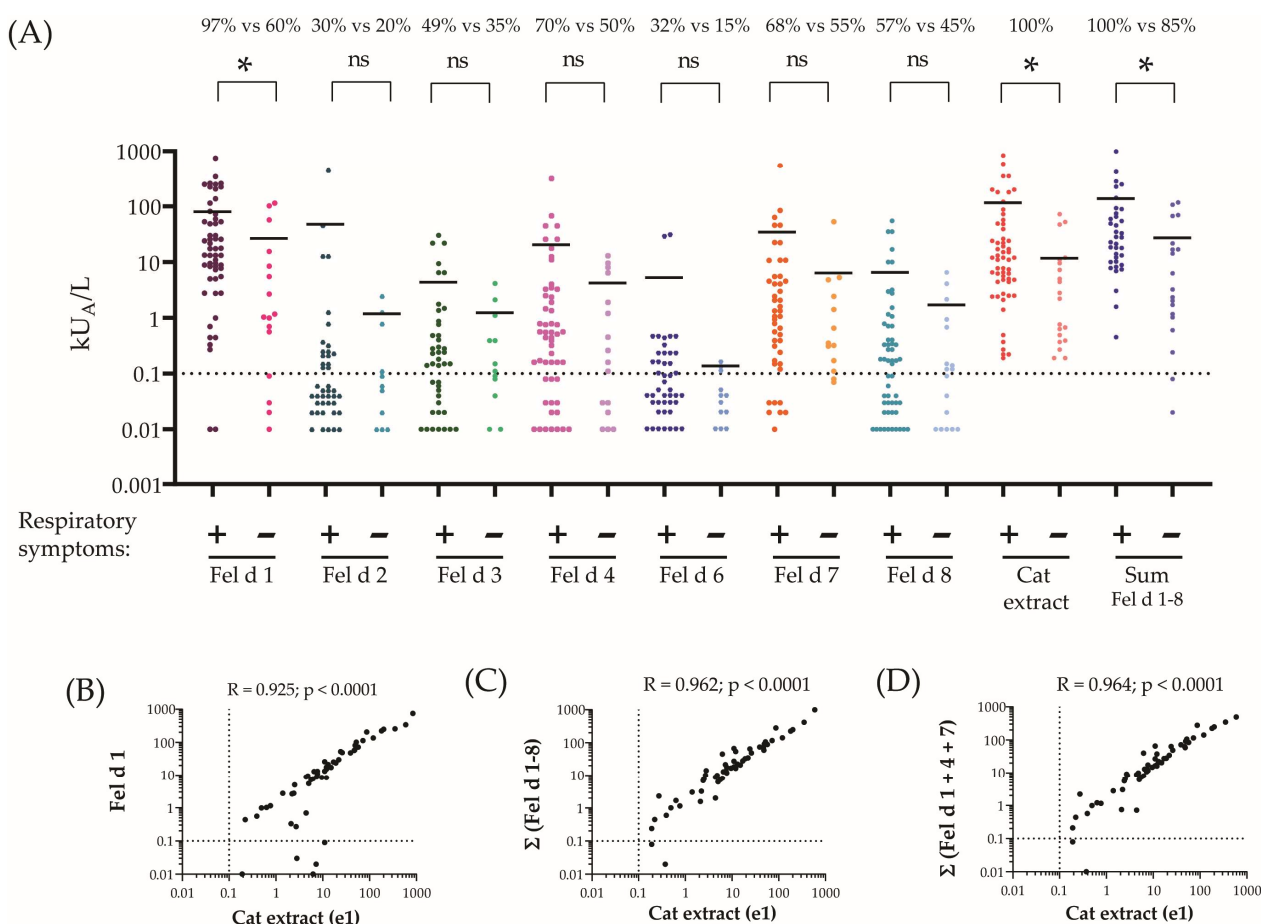 (A)
97% vs 60% 30% vs 20% 49% vs 35% 70% vs 50% 32% vs 15% 68% vs 55% 57% vs 45% 100% 100% vs 85%
* ns ns ns ns ns ns * *
kUA/L
1000
100
10
1
0.1
0.01
0.001
Respiratory
symptoms:
+ - + - + - + - + - + - + - + - + -
Fel d 1 Fel d 2 Fel d 3 Fel d 4 Fel d 6 Fel d 7 Fel d 8 Cat Sum
extract Fel d 1-8
(B)
R = 0.925; p < 0.0001
Fel d 1
1000
100
10
1
0.1
0.01
0.01 0.1 1 10 100 1000
Cat extract (e1)
(C)
R = 0.962; p < 0.0001
Σ (Fel d 1-8)
1000
100
10
1
0.1
0.01
0.01 0.1 1 10 100 1000
Cat extract (e1)
(D)
R = 0.964; p < 0.0001
Σ (Fel d 1 + 4 + 7)
1000
100
10
1
0.1
0.01
0.01 0.1 1 10 100 1000
Cat extract (e1)